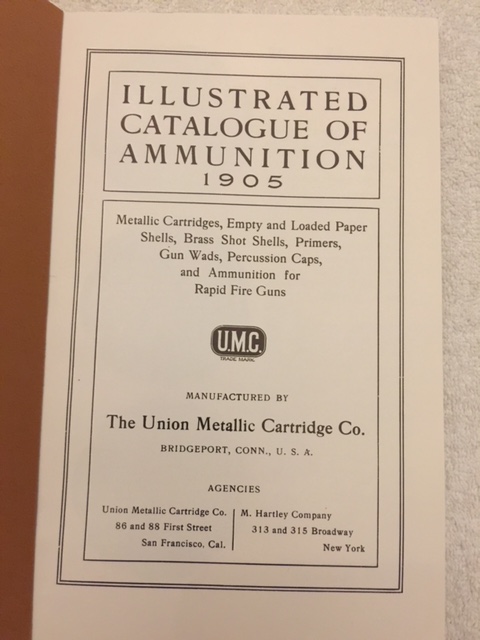 ILLUSTRATED
CATALOGUE OF
AMMUNITION
1905
Metallic Cartridges, Empty and Loaded Paper
Shells, Brass Shot Shells, Primers,
Gun Wads, Percussion Caps,
and Ammunition for
Rapid Fire Guns
U.M.C.
TRADE MARK.
MANUFACTURED BY
The Union Metallic Cartridge Co.
BRIDGEPORT, CONN., U. S. A.
AGENCIES
Union Metallic Cartridge Co.
86 and 88 First Street
San Francisco, Cal.
M. Hartley Company
313 and 315 Broadway
New York